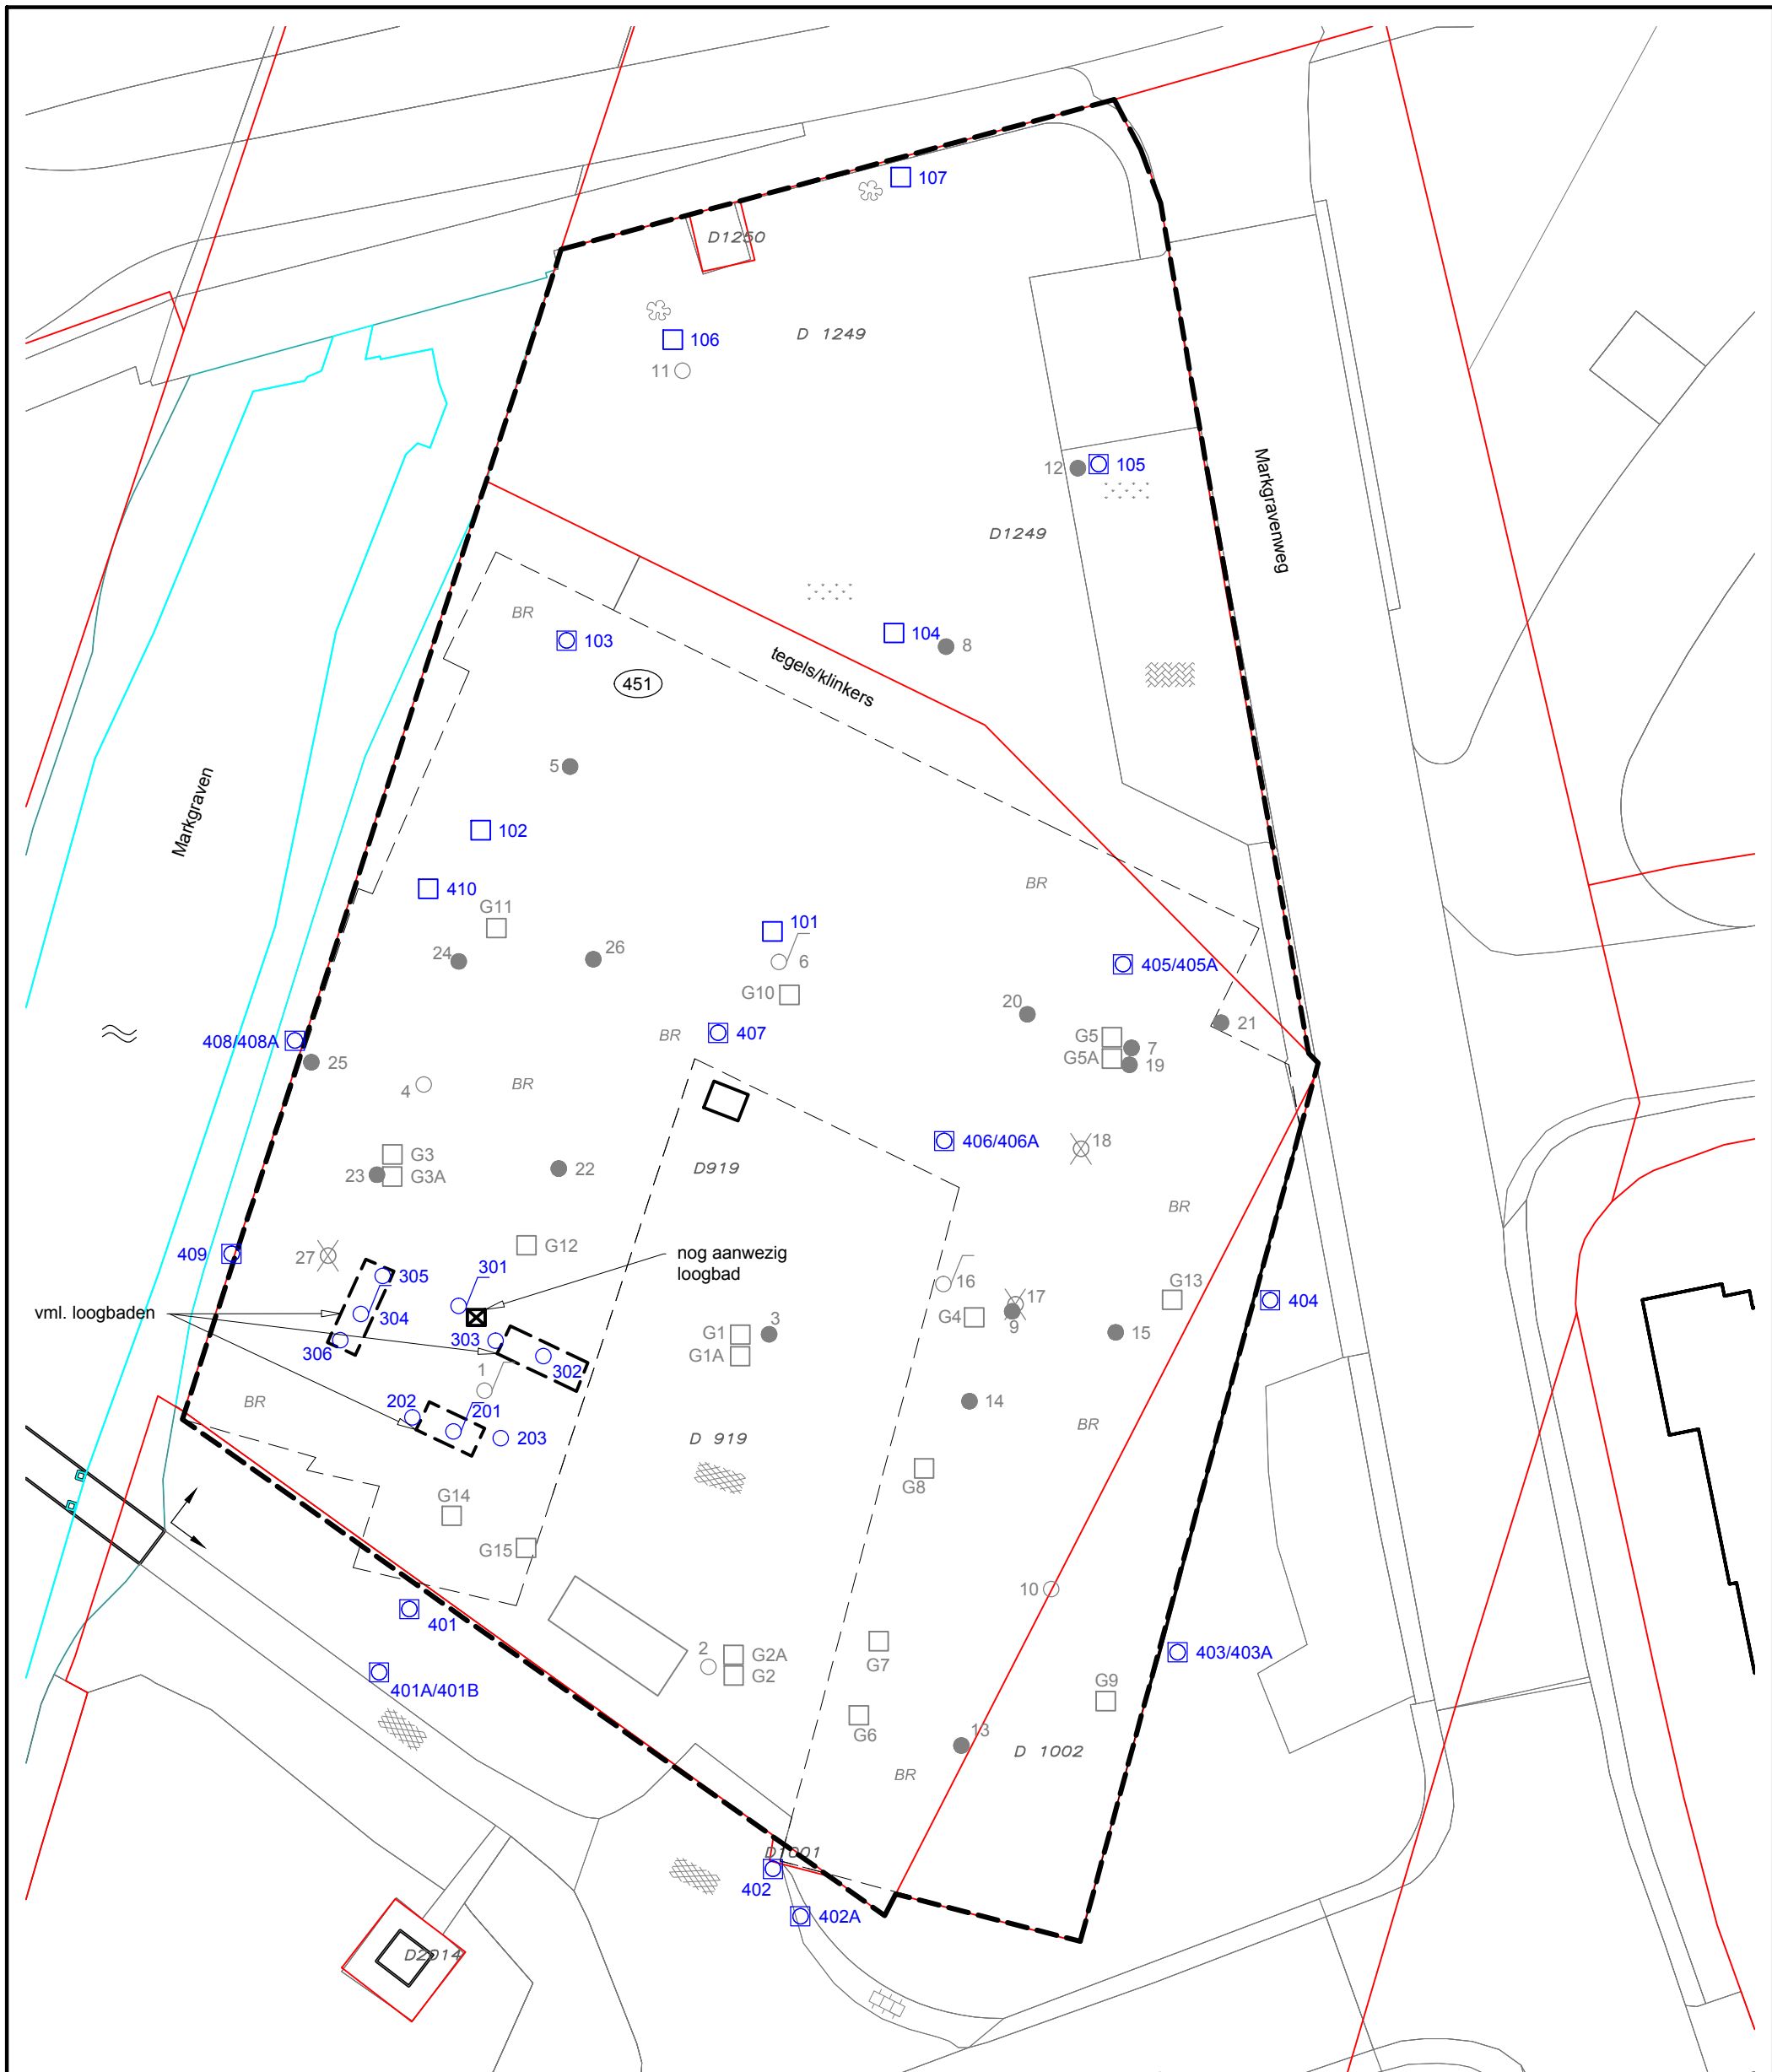 107
D1250
106
D 1249
11
12
105
Markgravenweg
D1249
BR
103
104
8
tegels/klinkers
451
5
Markgraven
102
BR
410
G11
101
24
26
6
405/405A
G10
20
21
408/408A
BR
407
G5
7
G5A
19
25
4
BR
406/406A
18
G3
D919
23
G3A
22
BR
409
27
G12
nog aanwezig
loogbad
305
301
16
17
G13
404
vml. loogbaden
304
303
3
G4
9
306
G1
15
302
G1A
1
BR
202
201
14
203
D 919
BR
G8
G14
G15
10
401
2
G2A
G7
403/403A
G2
401A/401B
G9
G6
13
D 1002
BR
D1001
402
402A
D2014